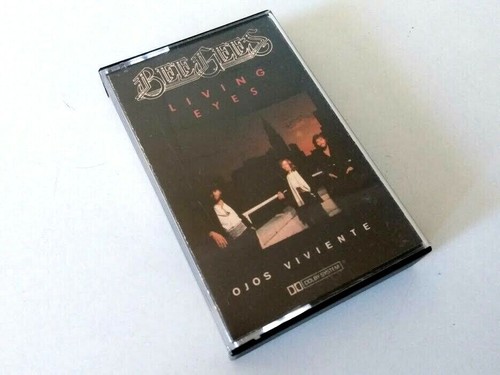 BEE GEES
LIVING
EYES
OJOS VIVIENTE
DOLBY SYSTEM